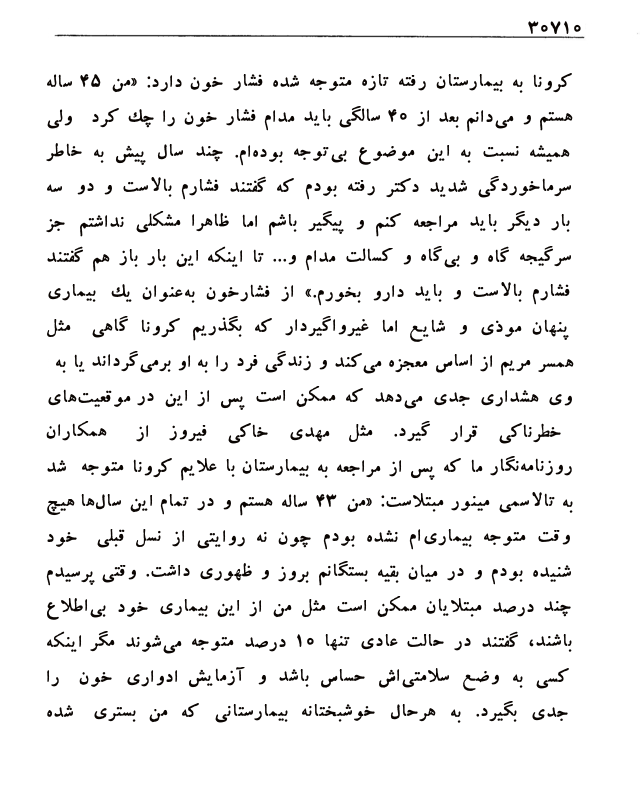 ۳۰۷۱۰
کرونا به بیمارستان رفته تازه متوجه شده فشار خون دارد: «من ۴۵ ساله
هستم و می‌دانم بعد از ۴۰ سالگی باید مدام فشار خون را چك کرد ولی
همیشه نسبت به این موضوع بی‌توجه بوده‌ام. چند سال پیش به خاطر
سرماخوردگی شدید دکتر رفته بودم که گفتند فشارم بالاست و دو سه
بار دیگر باید مراجعه کنم و پیگیر باشم اما ظاهرا مشکلی نداشتم جز
سرگیجه گاه و بی‌گاه و کسالت مدام و... تا اینکه این بار باز هم گفتند
فشارم بالاست و باید دارو بخورم.» از فشارخون به‌عنوان یك بیماری
پنهان موذی و شایع اما غیرواگیردار که بگذریم کرونا گاهی مثل
همسر مریم از اساس معجزه می‌کند و زندگی فرد را به او برمی‌گرداند یا به
وی هشداری جدی می‌دهد که ممکن است پس از این در موقعیت‌های
خطرناکی قرار گیرد. مثل مهدی خاکی فیروز از همکاران
روزنامه‌نگار ما که پس از مراجعه به بیمارستان با علایم کرونا متوجه شد
به تالاسمی مینور مبتلاست: «من ۴۳ ساله هستم و در تمام این سال‌ها هیچ
وقت متوجه بیماری‌ام نشده بودم چون نه روایتی از نسل قبلی خود
شنیده بودم و در میان بقیه بستگانم بروز و ظهوری داشت. وقتی پرسیدم
چند درصد مبتلایان ممکن است مثل من از این بیماری خود بی‌اطلاع
باشند، گفتند در حالت عادی تنها ۱۰ درصد متوجه می‌شوند مگر اینکه
کسی به وضع سلامتی‌اش حساس باشد و آزمایش ادواری خون را
جدی بگیرد. به هرحال خوشبختانه بیمارستانی که من بستری شده